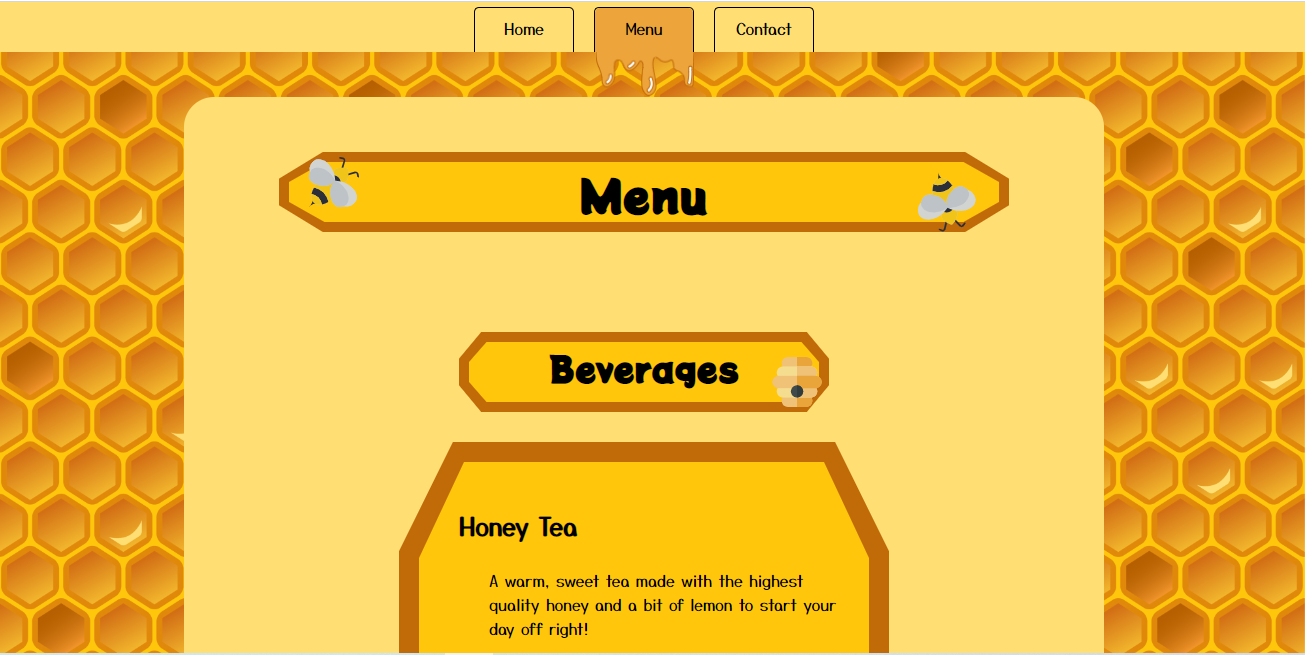 Home Menu Contact
Menu
Beverages
Honey Tea
A warm, sweet tea made with the highest
quality honey and a bit of lemon to start your
day off right!